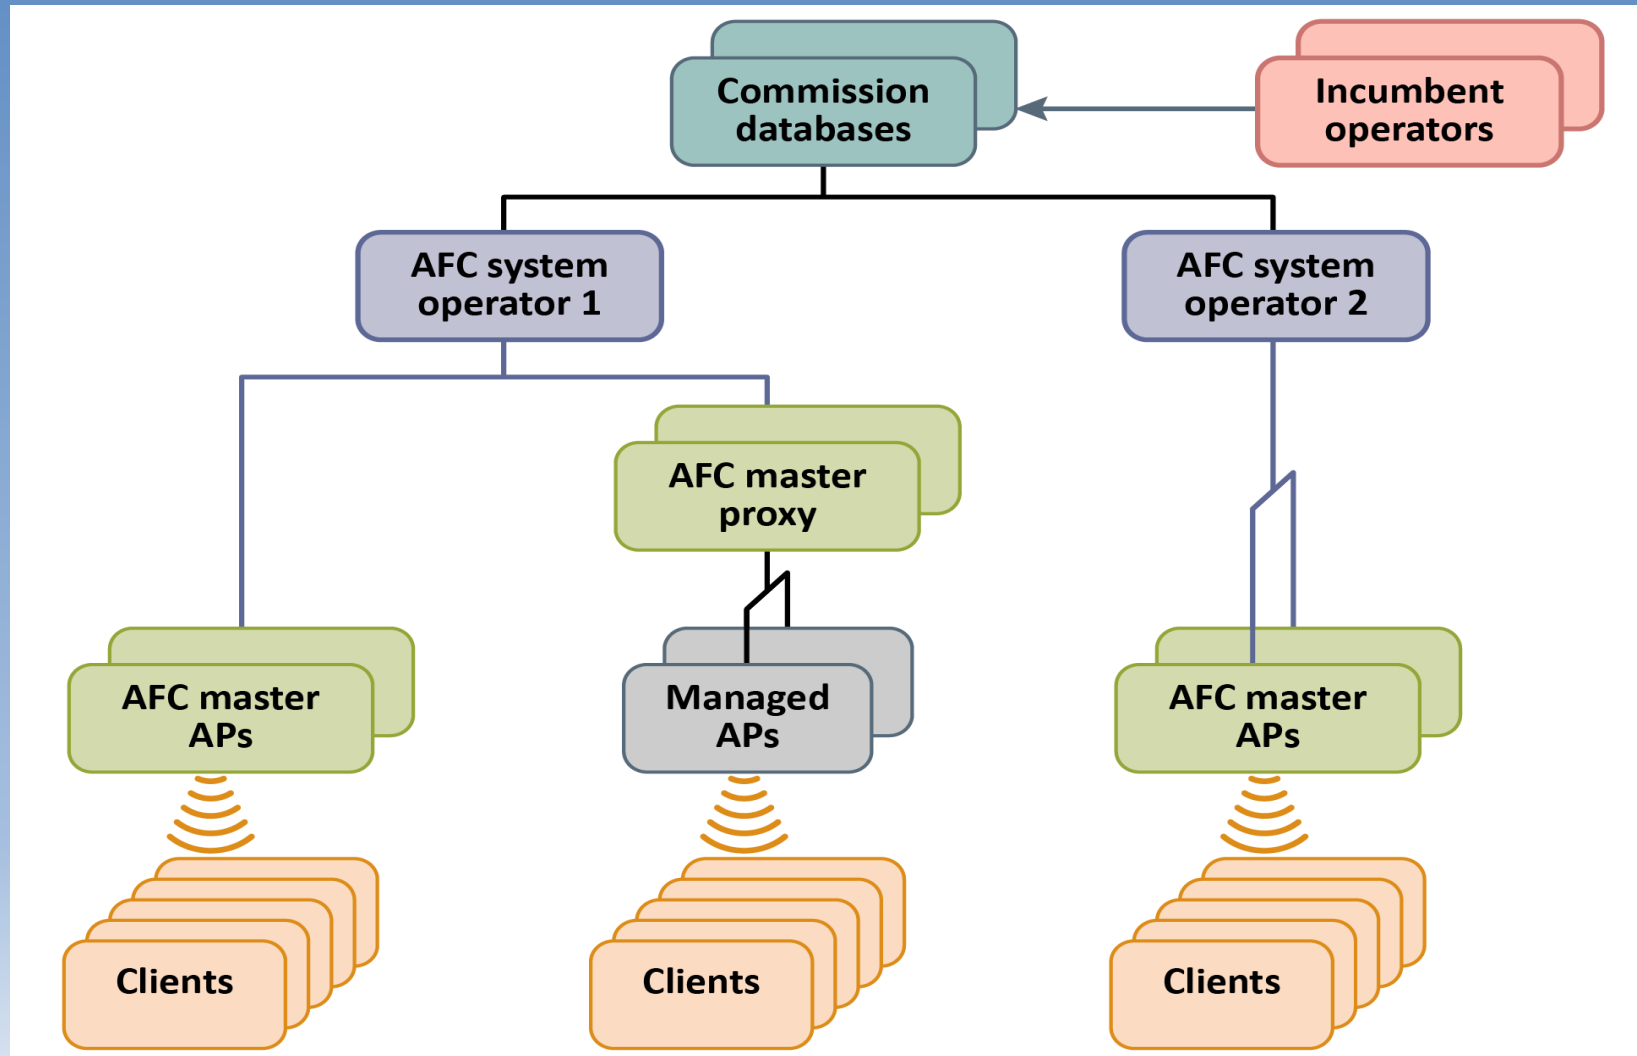 Commission
databases
Incumbent
operators
AFC system
operator 1
AFC system
operator 2
AFC master
proxy
AFC master
APs
Managed
APs
AFC master
APs
Clients
Clients
Clients